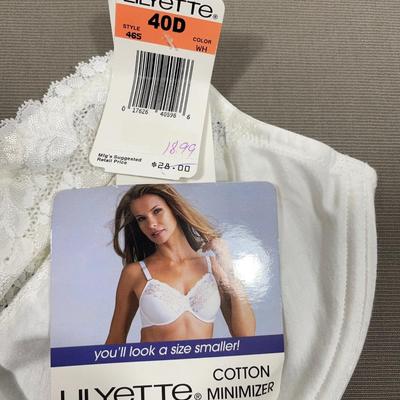 LILYETTE
STYLE 40D COLOR
465 WH
0 17626 40596 6
18.99
Mfg's Suggested
Retail Price $28.00
you'll look a size smaller!
LILYETTE® COTTON
MINIMIZER